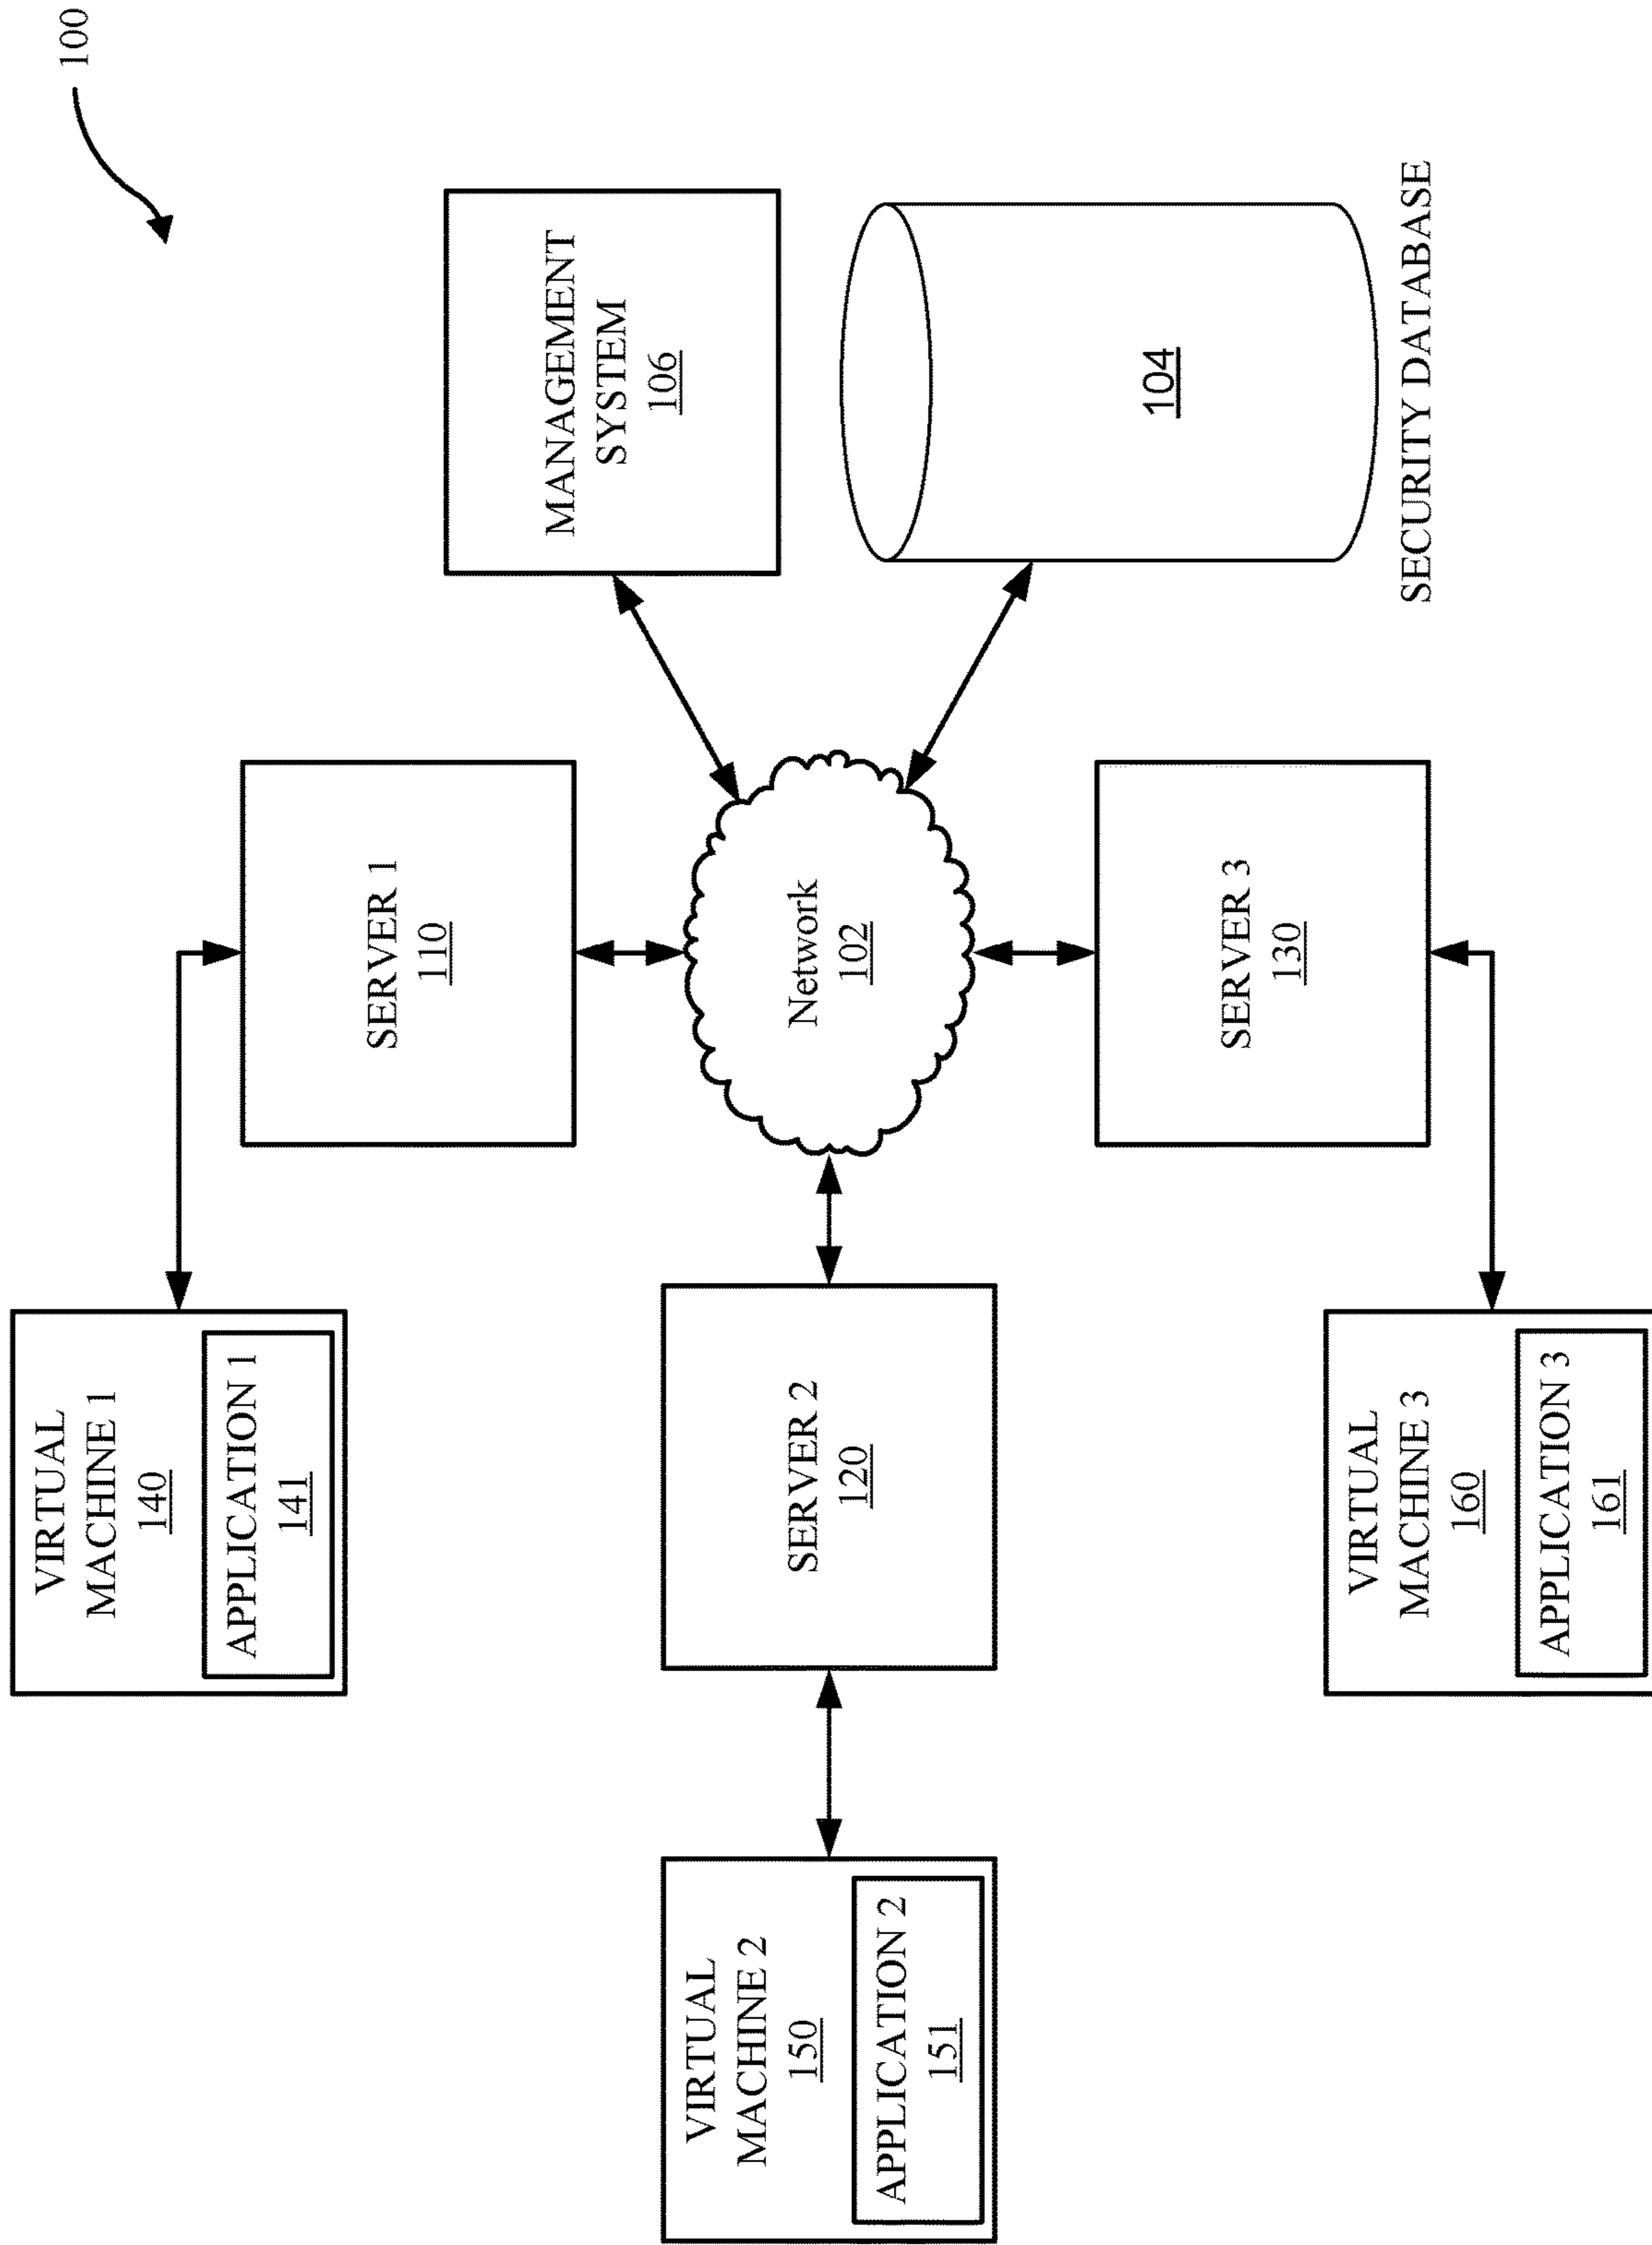 100
VIRTUAL
MACHINE 1
140
APPLICATION 1
141
SERVER 1
110
MANAGEMENT
SYSTEM
106
VIRTUAL
MACHINE 2
150
APPLICATION 2
151
SERVER 2
120
Network
102
104
SECURITY DATABASE
SERVER 3
130
VIRTUAL
MACHINE 3
160
APPLICATION 3
161